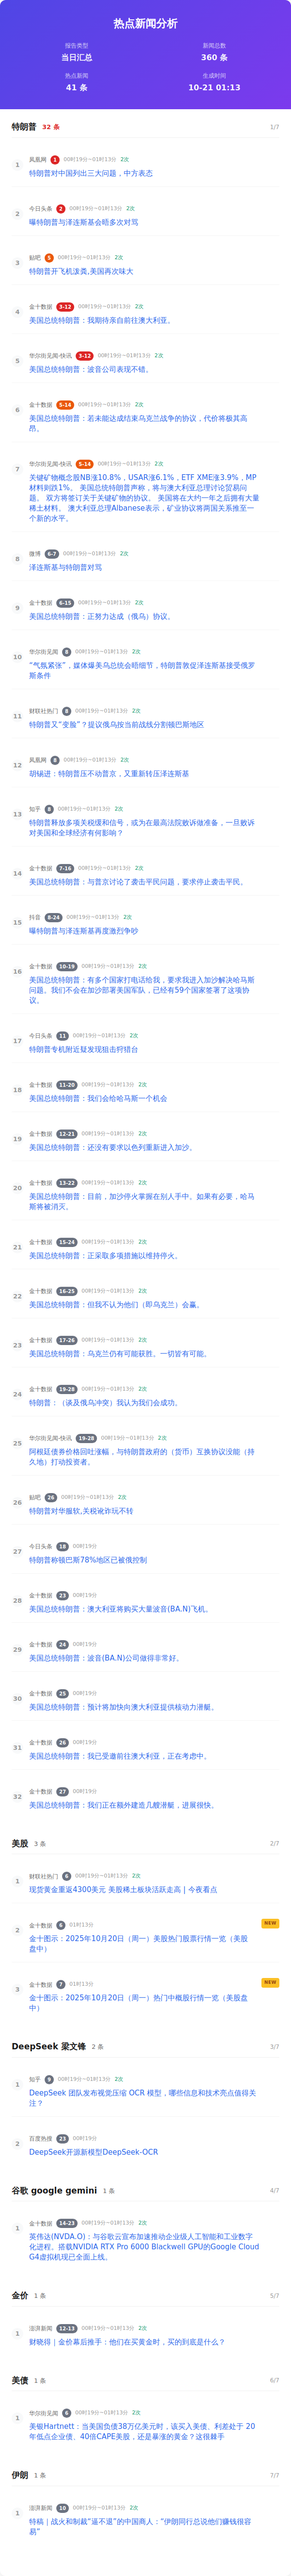 热点新闻分析
报告类型
当日汇总
新闻总数
360 条
热点新闻
41 条
生成时间
10-21 01:13
特朗普 32 条 1/7
1
凤凰网 1 00时19分~01时13分 2次
特朗普对中国列出三大问题，中方表态
2
今日头条 2 00时19分~01时13分 2次
曝特朗普与泽连斯基会晤多次对骂
3
贴吧 5 00时19分~01时13分 2次
特朗普开飞机泼粪,美国再次味大
4
金十数据 3-12 00时19分~01时13分 2次
美国总统特朗普：我期待亲自前往澳大利亚。
5
华尔街见闻-快讯 3-12 00时19分~01时13分 2次
美国总统特朗普：波音公司表现不错。
6
金十数据 5-14 00时19分~01时13分 2次
美国总统特朗普：若未能达成结束乌克兰战争的协议，代价将极其高
昂。
7
华尔街见闻-快讯 5-14 00时19分~01时13分 2次
关键矿物概念股NB涨10.8%，USAR涨6.1%，ETF XME涨3.9%，MP
材料则跌1%。 美国总统特朗普声称，将与澳大利亚总理讨论贸易问
题。 双方将签订关于关键矿物的协议。 美国将在大约一年之后拥有大量
稀土材料。 澳大利亚总理Albanese表示，矿业协议将两国关系推至一
个新的水平。
8
微博 6-7 00时19分~01时13分 2次
泽连斯基与特朗普对骂
9
金十数据 6-15 00时19分~01时13分 2次
美国总统特朗普：正努力达成（俄乌）协议。
10
华尔街见闻 8 00时19分~01时13分 2次
“气氛紧张”，媒体爆美乌总统会晤细节，特朗普敦促泽连斯基接受俄罗
斯条件
11
财联社热门 8 00时19分~01时13分 2次
特朗普又“变脸”？提议俄乌按当前战线分割顿巴斯地区
12
凤凰网 8 00时19分~01时13分 2次
胡锡进：特朗普压不动普京，又重新转压泽连斯基
13
知乎 8 00时19分~01时13分 2次
特朗普释放多项关税缓和信号，或为在最高法院败诉做准备，一旦败诉
对美国和全球经济有何影响？
14
金十数据 7-16 00时19分~01时13分 2次
美国总统特朗普：与普京讨论了袭击平民问题，要求停止袭击平民。
15
抖音 8-24 00时19分~01时13分 2次
曝特朗普与泽连斯基再度激烈争吵
16
金十数据 10-19 00时19分~01时13分 2次
美国总统特朗普：有多个国家打电话给我，要求我进入加沙解决哈马斯
问题。我们不会在加沙部署美国军队，已经有59个国家签署了这项协
议。
17
今日头条 11 00时19分~01时13分 2次
特朗普专机附近疑发现狙击狩猎台
18
金十数据 11-20 00时19分~01时13分 2次
美国总统特朗普：我们会给哈马斯一个机会
19
金十数据 12-21 00时19分~01时13分 2次
美国总统特朗普：还没有要求以色列重新进入加沙。
20
金十数据 13-22 00时19分~01时13分 2次
美国总统特朗普：目前，加沙停火掌握在别人手中。如果有必要，哈马
斯将被消灭。
21
金十数据 15-24 00时19分~01时13分 2次
美国总统特朗普：正采取多项措施以维持停火。
22
金十数据 16-25 00时19分~01时13分 2次
美国总统特朗普：但我不认为他们（即乌克兰）会赢。
23
金十数据 17-26 00时19分~01时13分 2次
美国总统特朗普：乌克兰仍有可能获胜。一切皆有可能。
24
金十数据 19-28 00时19分~01时13分 2次
特朗普：（谈及俄乌冲突）我认为我们会成功。
25
华尔街见闻-快讯 19-28 00时19分~01时13分 2次
阿根廷债券价格回吐涨幅，与特朗普政府的（货币）互换协议没能（持
久地）打动投资者。
26
贴吧 26 00时19分~01时13分 2次
特朗普对华服软,关税讹诈玩不转
27
今日头条 18 00时19分
特朗普称顿巴斯78%地区已被俄控制
28
金十数据 23 00时19分
美国总统特朗普：澳大利亚将购买大量波音(BA.N)飞机。
29
金十数据 24 00时19分
美国总统特朗普：波音(BA.N)公司做得非常好。
30
金十数据 25 00时19分
美国总统特朗普：预计将加快向澳大利亚提供核动力潜艇。
31
金十数据 26 00时19分
美国总统特朗普：我已受邀前往澳大利亚，正在考虑中。
32
金十数据 27 00时19分
美国总统特朗普：我们正在额外建造几艘潜艇，进展很快。
美股 3 条 2/7
1
财联社热门 6 00时19分~01时13分 2次
现货黄金重返4300美元 美股稀土板块活跃走高 | 今夜看点
2
金十数据 6 01时13分 NEW
金十图示：2025年10月20日（周一）美股热门股票行情一览（美股
盘中）
3
金十数据 7 01时13分 NEW
金十图示：2025年10月20日（周一）热门中概股行情一览（美股盘
中）
DeepSeek 梁文锋 2 条 3/7
1
知乎 9 00时19分~01时13分 2次
DeepSeek 团队发布视觉压缩 OCR 模型，哪些信息和技术亮点值得关
注？
2
百度热搜 23 00时19分
DeepSeek开源新模型DeepSeek-OCR
谷歌 google gemini 1 条 4/7
1
金十数据 14-23 00时19分~01时13分 2次
英伟达(NVDA.O)：与谷歌云宣布加速推动企业级人工智能和工业数字
化进程。搭载NVIDIA RTX Pro 6000 Blackwell GPU的Google Cloud
G4虚拟机现已全面上线。
金价 1 条 5/7
1
澎湃新闻 12-13 00时19分~01时13分 2次
财晓得｜金价幕后推手：他们在买黄金时，买的到底是什么？
美债 1 条 6/7
1
华尔街见闻 6 00时19分~01时13分 2次
美银Hartnett：当美国负债38万亿美元时，该买入美债、利差处于 20
年低点企业债、40倍CAPE美股，还是暴涨的黄金？这很棘手
伊朗 1 条 7/7
1
澎湃新闻 10 00时19分~01时13分 2次
特稿｜战火和制裁“逼不退”的中国商人：“伊朗同行总说他们赚钱很容
易”